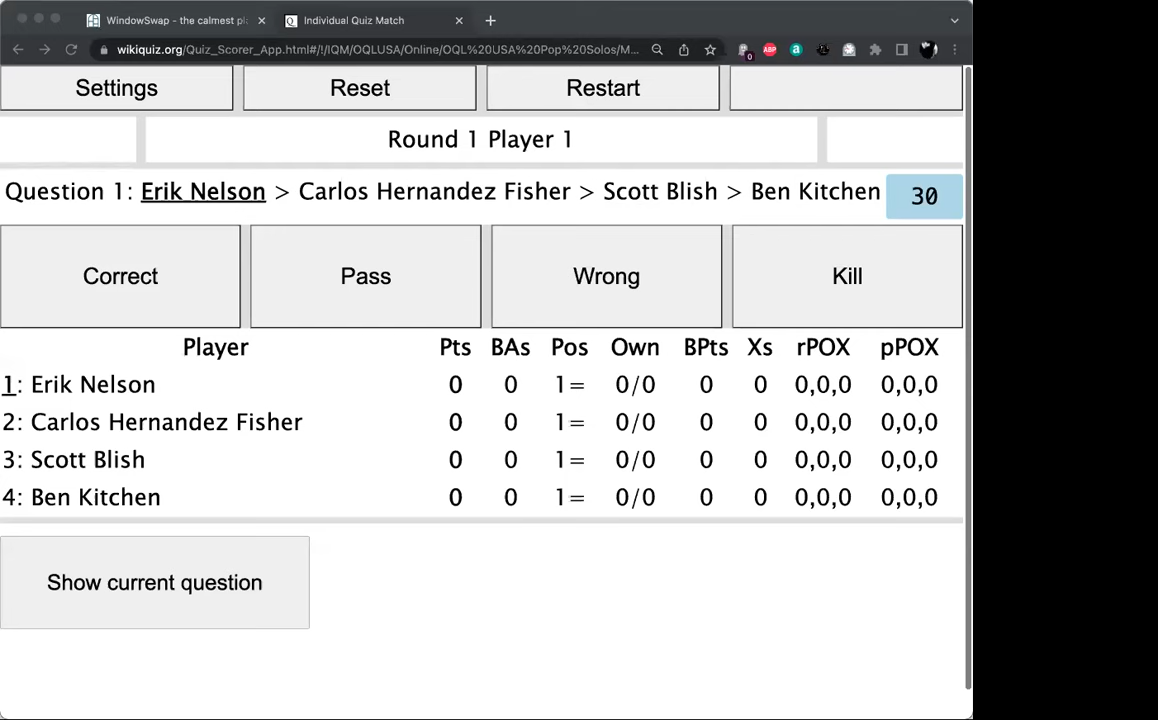 WindowSwap - the calmest pl
Individual Quiz Match
wikiquiz.org/Quiz_Scorer_App.html#!/IQM/OQLUSA/Online/OQL%20USA%20Pop%20Solos/M...
0
ABP
a
Settings Reset Restart
Round 1 Player 1
Question 1: Erik Nelson > Carlos Hernandez Fisher > Scott Blish > Ben Kitchen 30
Correct Pass Wrong Kill
Player Pts BAs Pos Own BPts Xs rPOX pPOX
1: Erik Nelson 0 0 1= 0/0 0 0 0,0,0 0,0,0
2: Carlos Hernandez Fisher 0 0 1= 0/0 0 0 0,0,0 0,0,0
3: Scott Blish 0 0 1= 0/0 0 0 0,0,0 0,0,0
4: Ben Kitchen 0 0 1= 0/0 0 0 0,0,0 0,0,0
Show current question